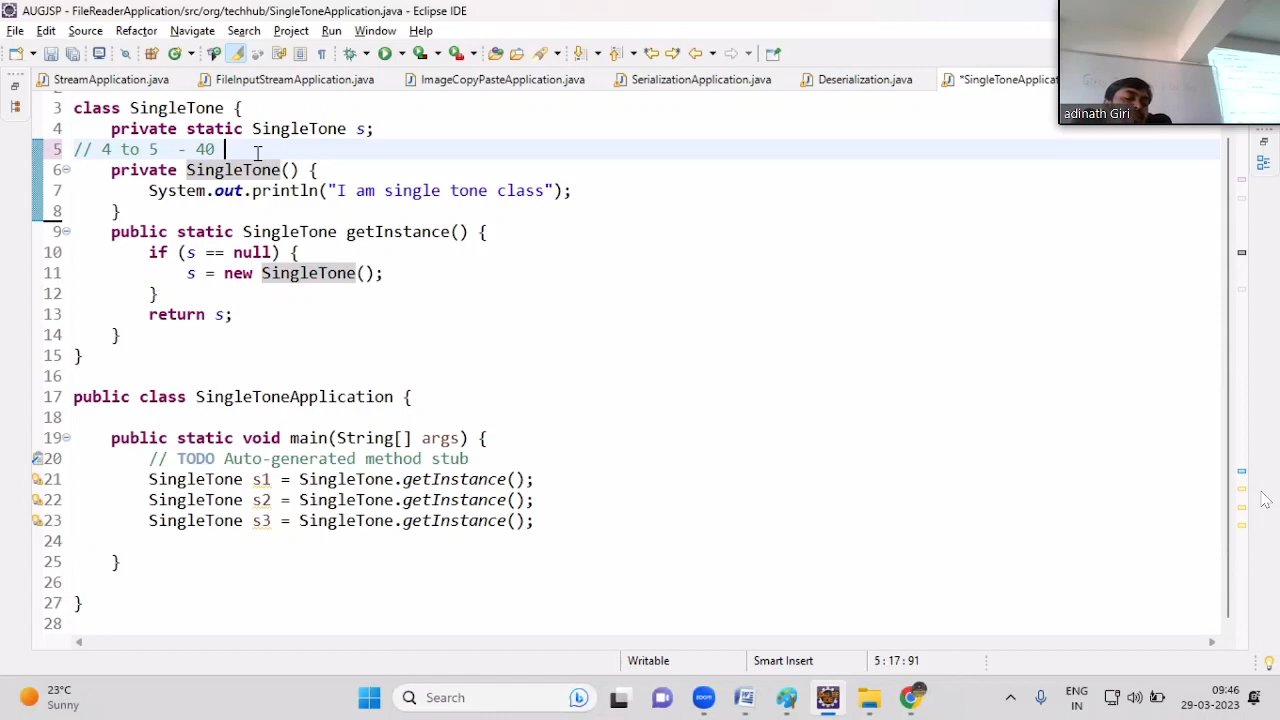 AUGJSP - FileReaderApplication/src/org/techhub/SingleToneApplication.java - Eclipse IDE
File Edit Source Refactor Navigate Search Project Run Window Help
StreamApplication.java FileInputStreamApplication.java ImageCopyPasteApplication.java SerializationApplication.java Deserialization.java *SingleToneApplicat
adinath Giri
3 class SingleTone {
4 private static SingleTone s;
5 // 4 to 5  - 40
6 private SingleTone() {
7 System.out.println("I am single tone class");
8 }
9 public static SingleTone getInstance() {
10 if (s == null) {
11 s = new SingleTone();
12 }
13 return s;
14 }
15 }
16
17 public class SingleToneApplication {
18
19 public static void main(String[] args) {
20 // TODO Auto-generated method stub
21 SingleTone s1 = SingleTone.getInstance();
22 SingleTone s2 = SingleTone.getInstance();
23 SingleTone s3 = SingleTone.getInstance();
24
25 }
26
27 }
28
Writable Smart Insert 5 : 17 : 91
23°C
Sunny
Search
ENG
IN
09:46
29-03-2023